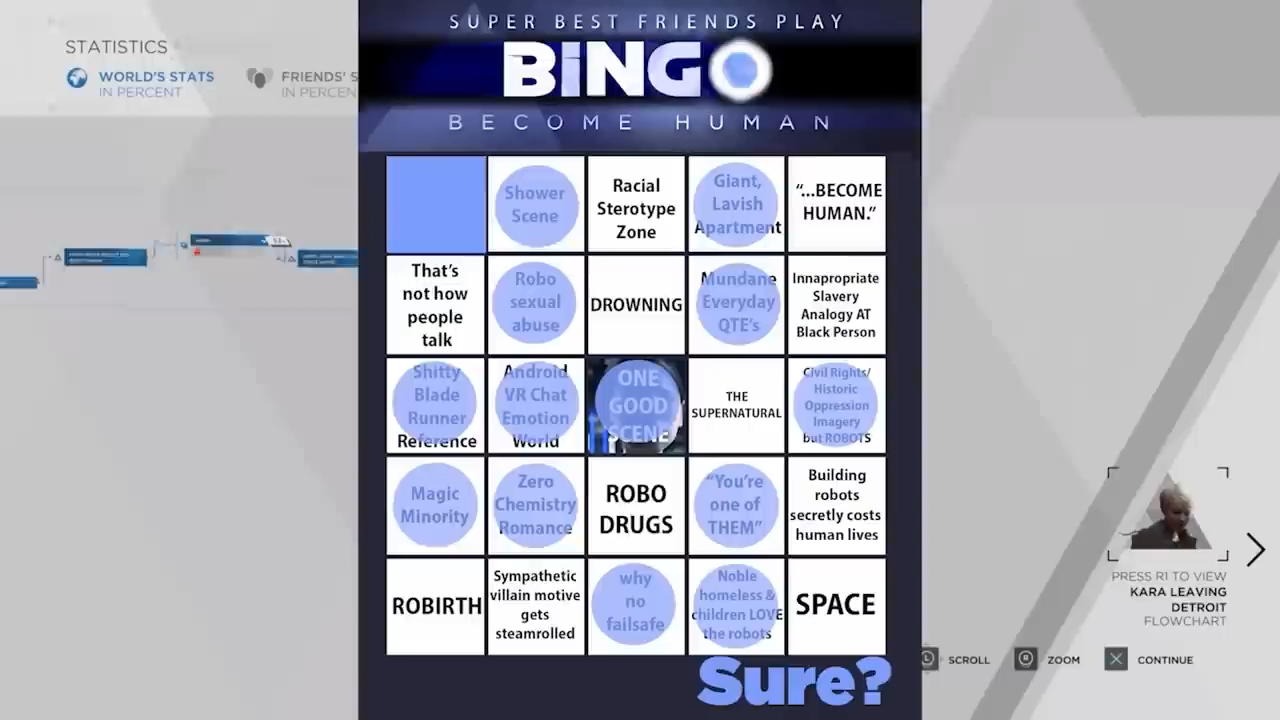 SUPER BEST FRIENDS PLAY
BiNGO
BECOME HUMAN
STATISTICS
WORLD'S STATS
IN PERCENT
FRIENDS' S
IN PERCEN
Shower
Scene
Racial
Sterotype
Zone
Giant,
Lavish
Apartment
“...BECOME
HUMAN.”
That’s
not how
people
talk
Robo
sexual
abuse
DROWNING
Mundane
Everyday
QTE’s
Innapropriate
Slavery
Analogy AT
Black Person
Shitty
Blade
Runner
Reference
Android
VR Chat
Emotion
World
ONE
GOOD
SCENE
THE
SUPERNATURAL
Civil Rights/
Historic
Oppression
Imagery
but ROBOTS
Magic
Minority
Zero
Chemistry
Romance
ROBO
DRUGS
“You’re
one of
THEM”
Building
robots
secretly costs
human lives
ROBIRTH
Sympathetic
villain motive
gets
steamrolled
why
no
failsafe
Noble
homeless &
children LOVE
the robots
SPACE
Sure?
PRESS R1 TO VIEW
KARA LEAVING
DETROIT
FLOWCHART
L SCROLL
R ZOOM
CONTINUE